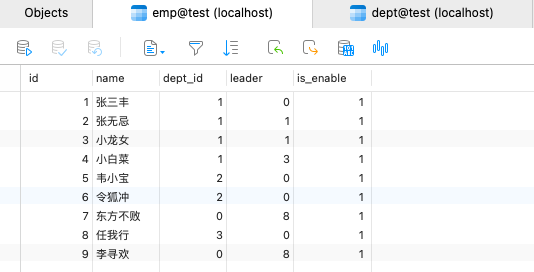 Objects emp@test (localhost) dept@test (localhost)
id name dept_id leader is_enable
1 张三丰 1 0 1
2 张无忌 1 1 1
3 小龙女 1 1 1
4 小白菜 1 3 1
5 韦小宝 2 0 1
6 令狐冲 2 0 1
7 东方不败 0 8 1
8 任我行 3 0 1
9 李寻欢 0 8 1